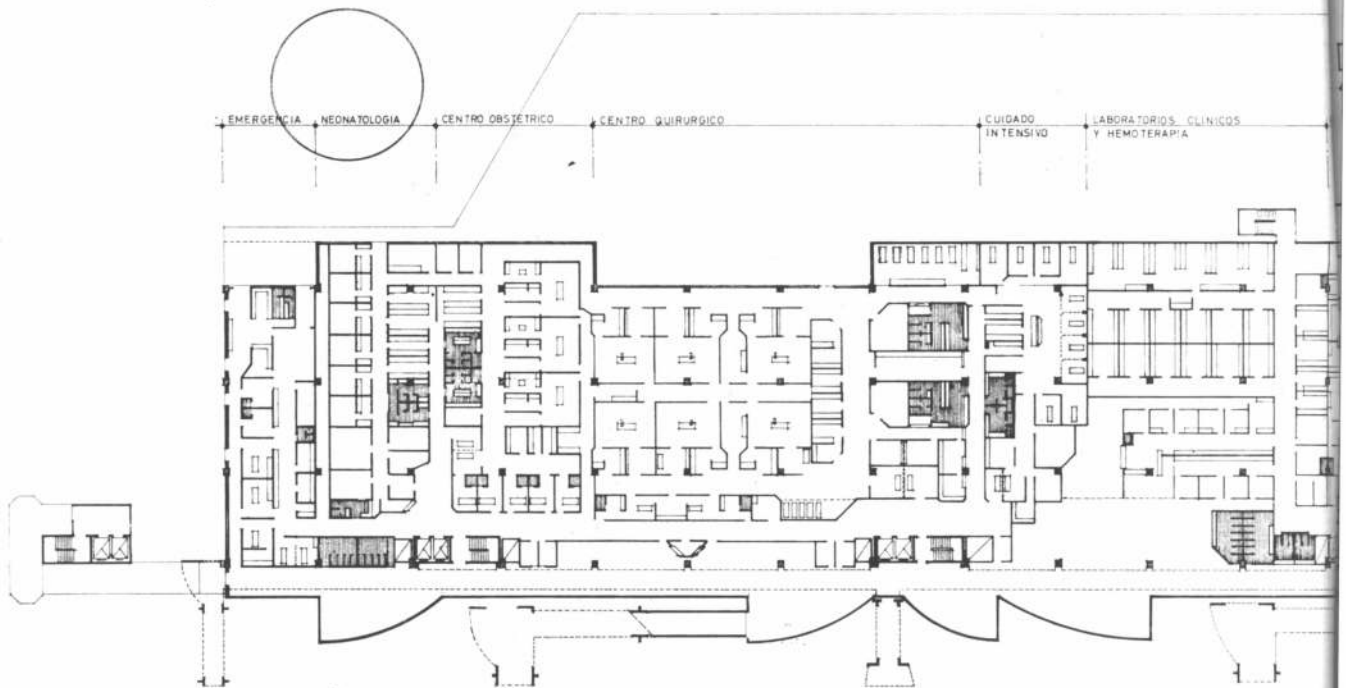 EMERGENCIA
NEONATOLOGIA
CENTRO OBSTETRICO
CENTRO QUIRURGICO
CUIDADO
INTENSIVO
LABORATORIOS CLINICOS
Y HEMOTERAPIA